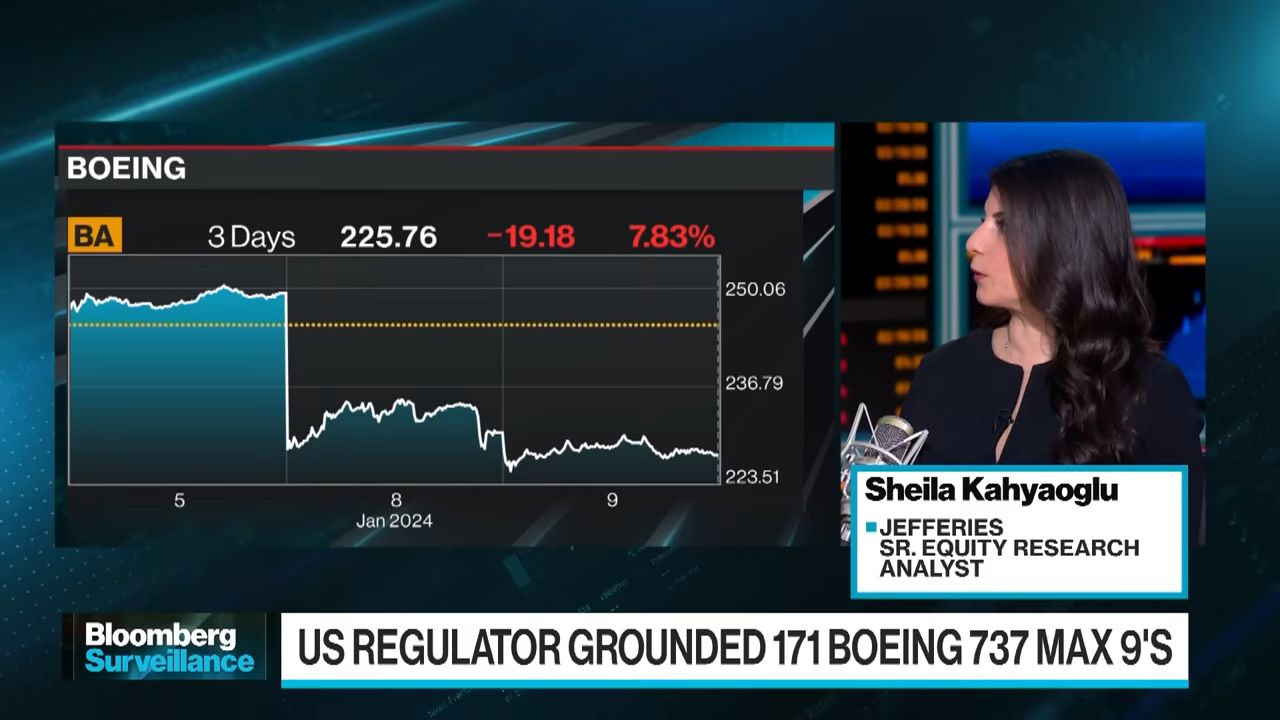 BOEING
BA 3 Days 225.76 −19.18 7.83%
250.06
236.79
223.51
5 8 9
Jan 2024
Sheila Kahyaoglu
JEFFERIES
SR. EQUITY RESEARCH
ANALYST
Bloomberg
Surveillance
US REGULATOR GROUNDED 171 BOEING 737 MAX 9'S